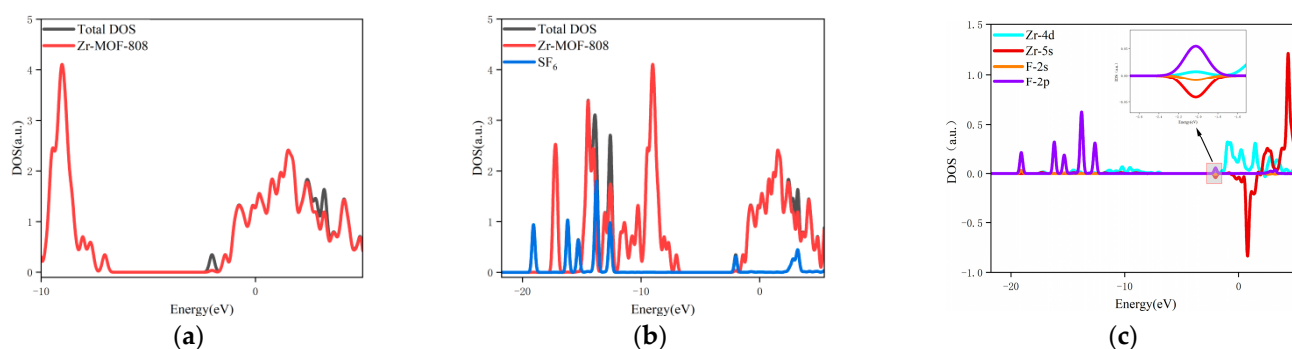 5
4
3
2
1
0
DOS(a.u.)
Total DOS
Zr-MOF-808
-10
0
Energy(eV)
(a)
5
4
3
2
1
0
DOS(a.u.)
Total DOS
Zr-MOF-808
SF6
-20
-10
0
Energy(eV)
(b)
1.5
1.0
0.5
0.0
-0.5
-1.0
DOS (a.u.)
Zr-4d
Zr-5s
F-2s
F-2p
Energy(eV)
-20
-10
0
Energy(eV)
(c)